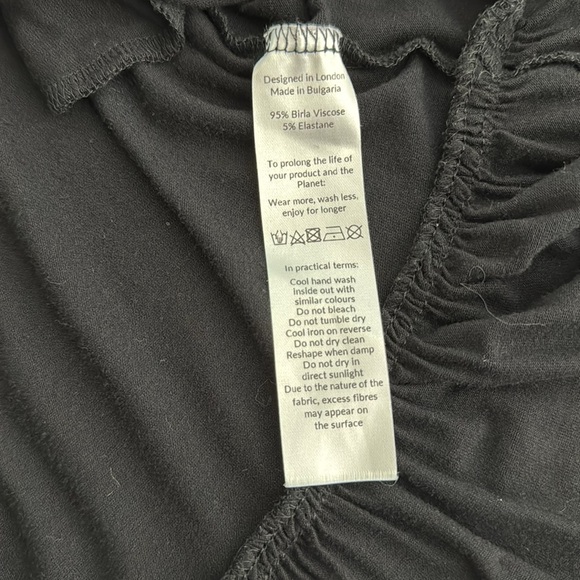 Designed in London
Made in Bulgaria
95% Birla Viscose
5% Elastane
To prolong the life of
your product and the
Planet:
Wear more, wash less,
enjoy for longer
In practical terms:
Cool hand wash
Inside out with
similar colours
Do not bleach
Do not tumble dry
Cool iron on reverse
Do not dry clean
Reshape when damp
Do not dry in
direct sunlight
Due to the nature of the
fabric, excess fibres
may appear on
the surface